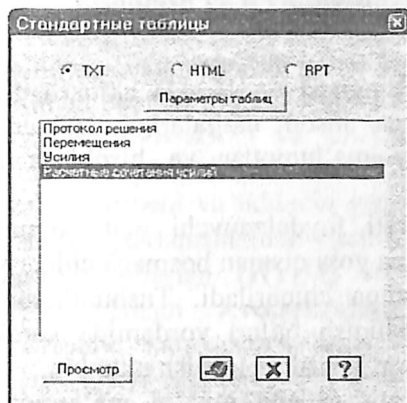 Стандартные таблицы
TXT HTML RPT
Параметры таблиц
Протокол решения
Перемещения
Усилия
Расчетные сочетания усилий
Просмотр
?